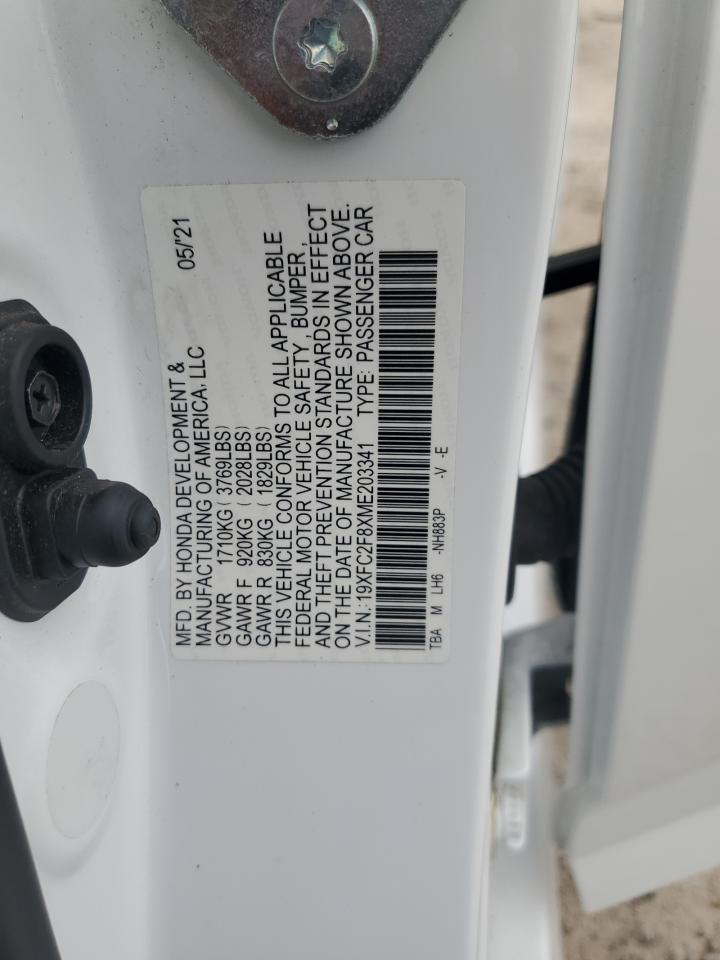 05/'21
MFD. BY HONDA DEVELOPMENT &
MANUFACTURING OF AMERICA, LLC
GVWR 1710KG ( 3769LBS)
GAWR F 920KG ( 2028LBS)
GAWR R 830KG ( 1829LBS)
THIS VEHICLE CONFORMS TO ALL APPLICABLE
FEDERAL MOTOR VEHICLE SAFETY, BUMPER,
AND THEFT PREVENTION STANDARDS IN EFFECT
ON THE DATE OF MANUFACTURE SHOWN ABOVE.
V.I.N.:19XFC2F8XME203341 TYPE: PASSENGER CAR
TBA M LH6 -NH883P -V -E